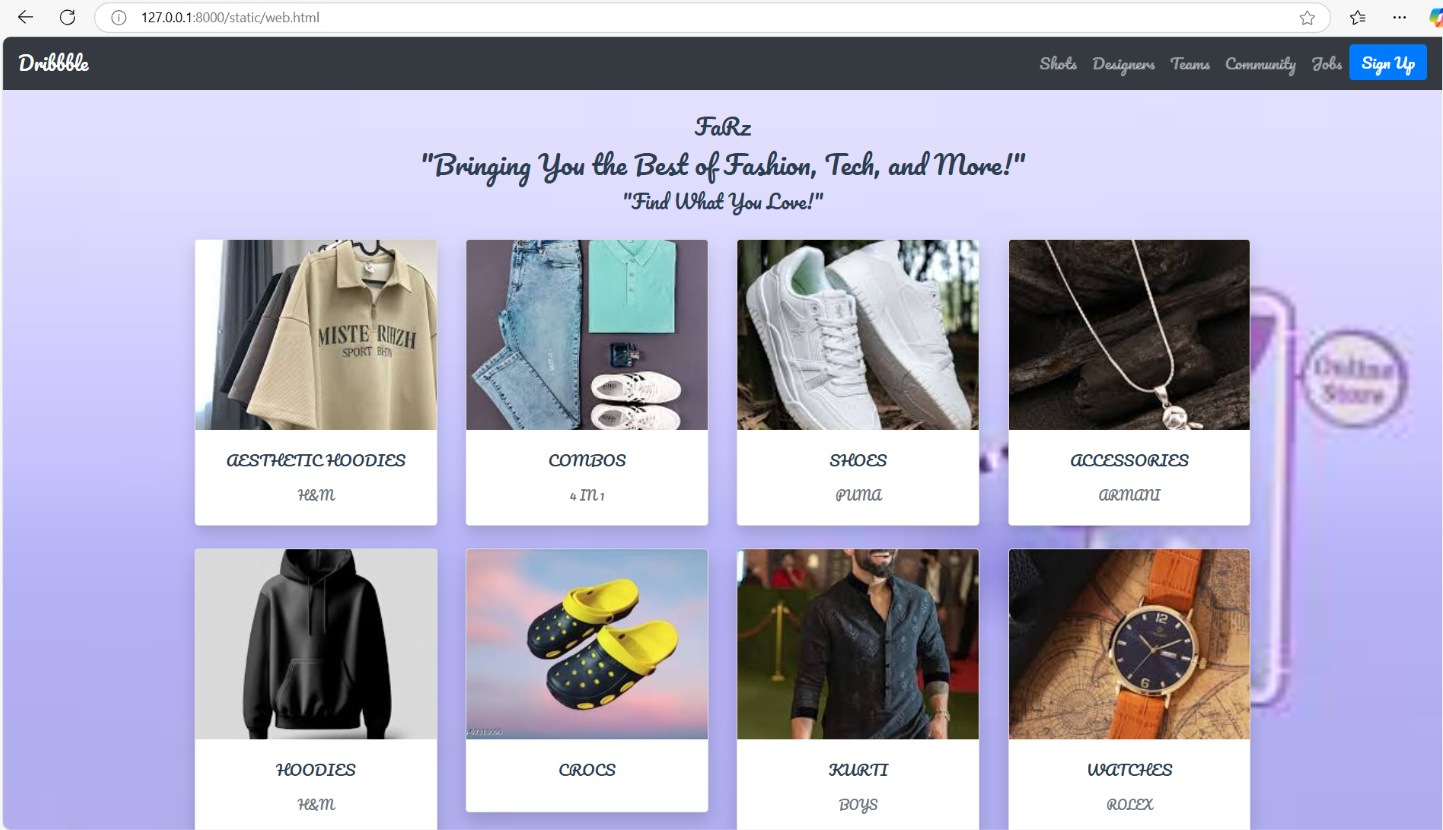 127.0.0.1:8000/static/web.html
Dribbble
Shots Designers Teams Community Jobs Sign Up
FaRz
"Bringing You the Best of Fashion, Tech, and More!"
"Find What You Love!"
SPORT
Online
Store
AESTHETIC HOODIES COMBOS SHOES ACCESSORIES
H&M 4 IN 1 PUMA ARMANI
12
6
HOODIES CROCS KURTI WATCHES
H&M BOYS ROLEX